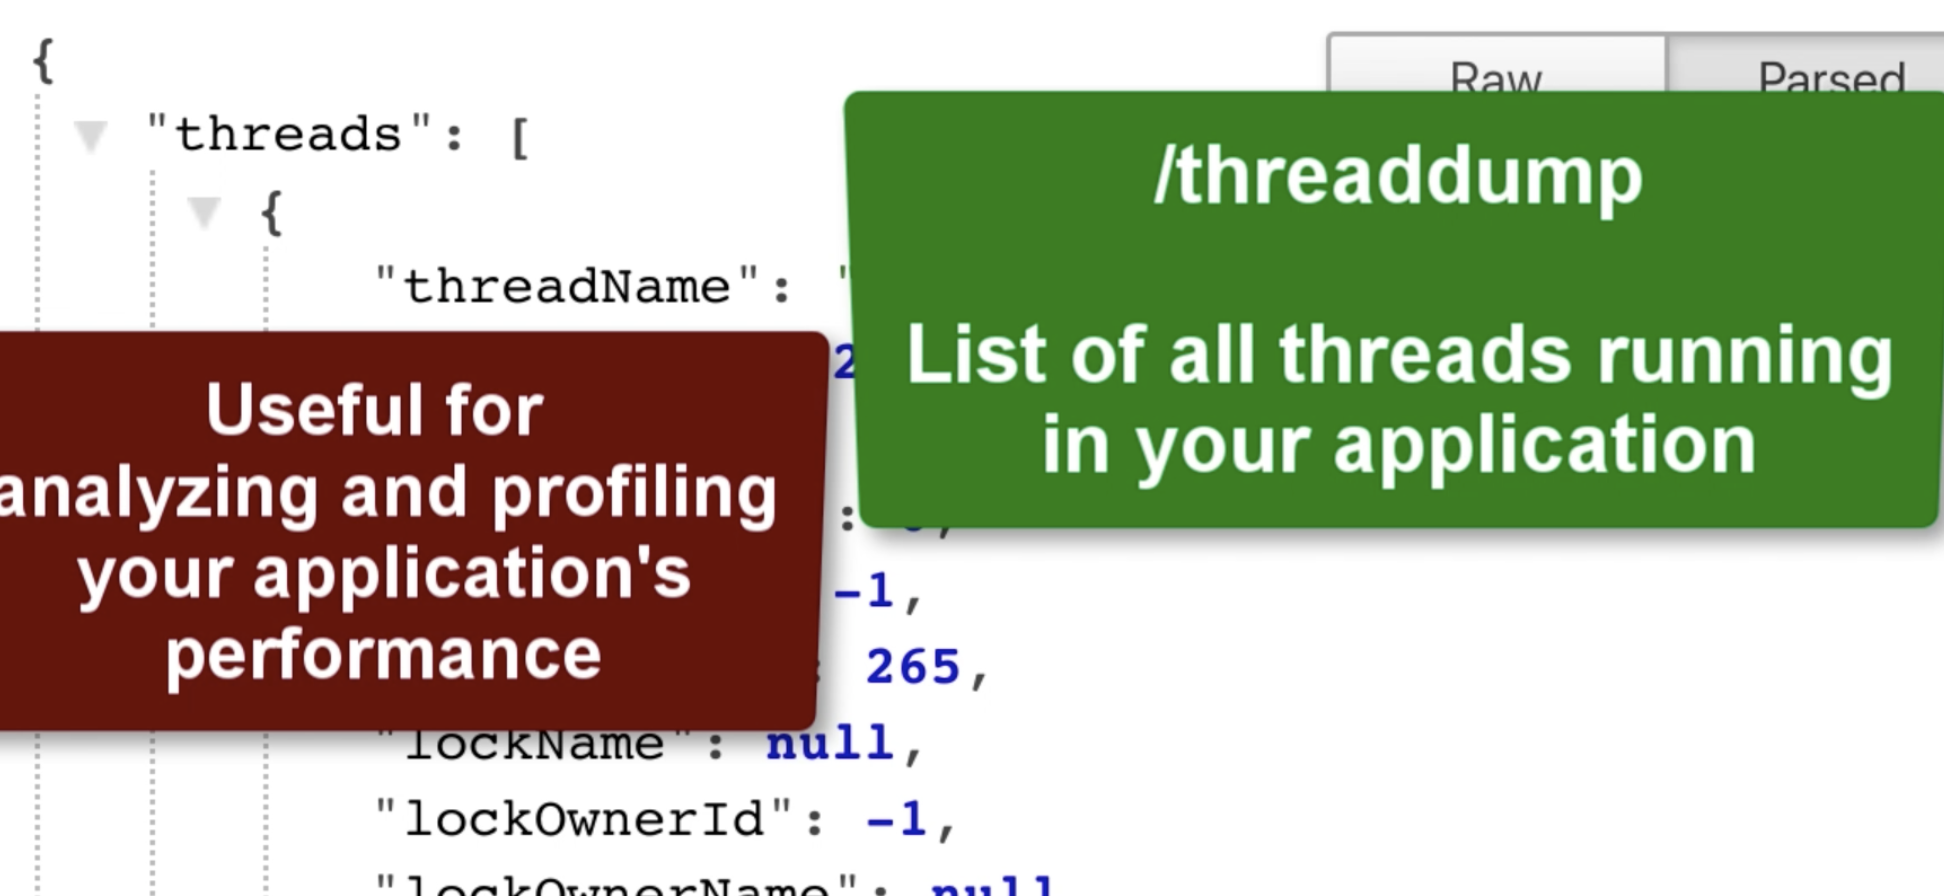 {
Raw Parsed
"threads": [
{
"threadName": "
/threaddump
List of all threads running
in your application
2
Useful for
analyzing and profiling
your application's
performance
:
-1,
: 265,
"lockName": null,
"lockOwnerId": -1,
"lockOwnerName": null